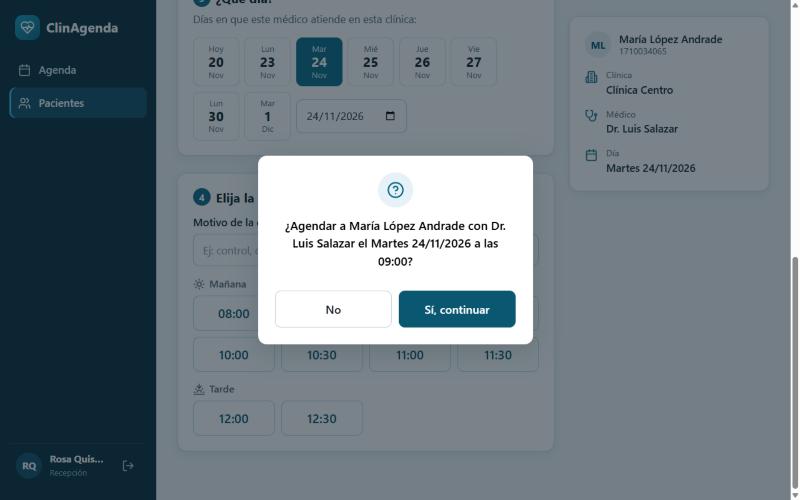 ClinAgenda
Agenda
Pacientes
RQ
Rosa Quis...
Recepción
3 ¿Qué día?
Días en que este médico atiende en esta clínica:
Hoy
20
Nov
Lun
23
Nov
Mar
24
Nov
Mié
25
Nov
Jue
26
Nov
Vie
27
Nov
Lun
30
Nov
Mar
1
Dic
24/11/2026
4 Elija la
Motivo de la
Ej: control,
Mañana
08:00
10:00
10:30
11:00
11:30
Tarde
12:00
12:30
¿Agendar a María López Andrade con Dr.
Luis Salazar el Martes 24/11/2026 a las
09:00?
No
Sí, continuar
ML
María López Andrade
1710034065
Clínica
Clínica Centro
Médico
Dr. Luis Salazar
Día
Martes 24/11/2026